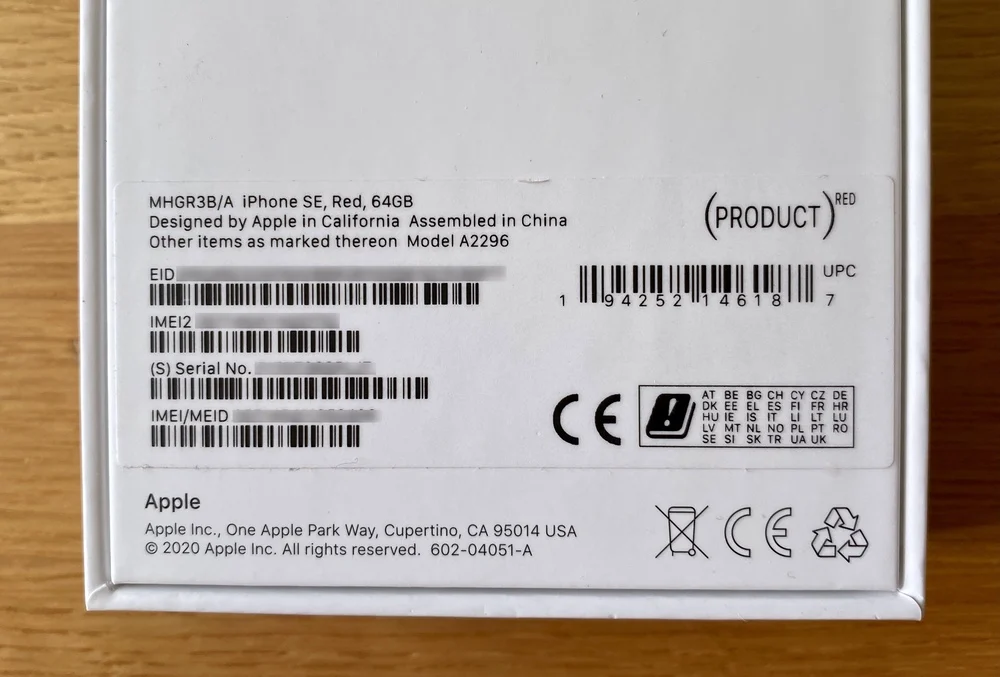 MHGR3B/A iPhone SE, Red, 64GB
Designed by Apple in California Assembled in China
Other items as marked thereon Model A2296
(PRODUCT)RED
EID
UPC
1 94252 14618 7
IMEI2
(S) Serial No.
IMEI/MEID
CE
AT BE BG CH CY CZ DE
DK EE EL ES FI FR HR
HU IE IS IT LI LT LU
LV MT NL NO PL PT RO
SE SI SK TR UA UK
Apple
Apple Inc., One Apple Park Way, Cupertino, CA 95014 USA
© 2020 Apple Inc. All rights reserved. 602-04051-A
CE